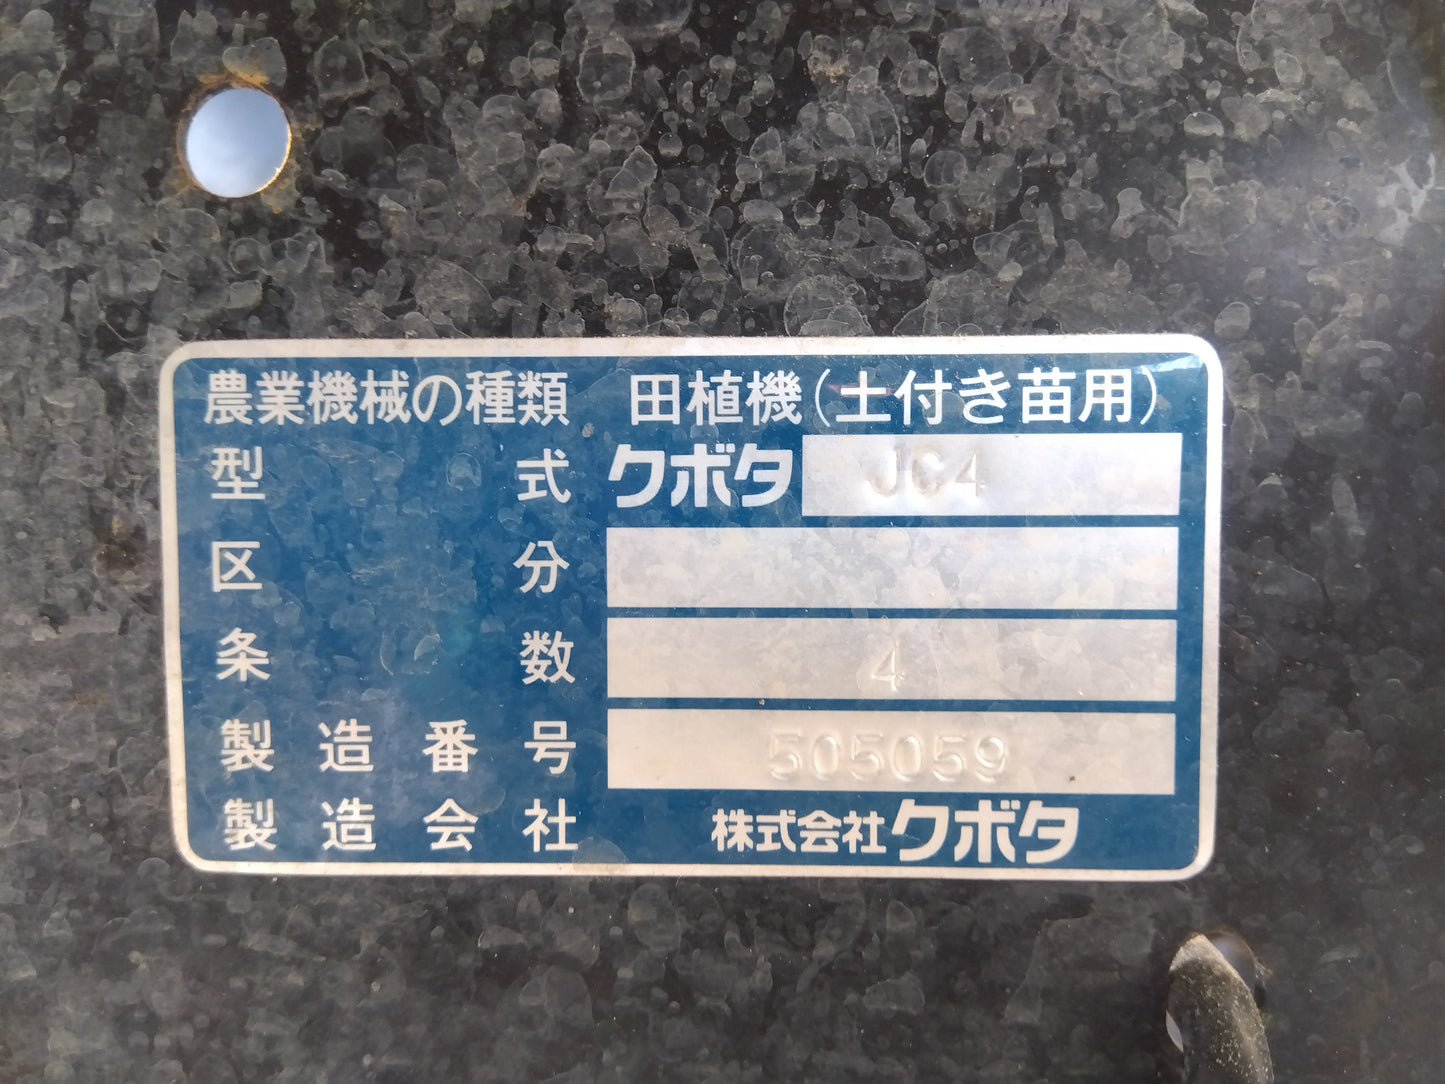 農業機械の種類 田植機(土付き苗用)
型式 クボタ JC4
区分
条数 4
製造番号 505059
製造会社 株式会社クボタ